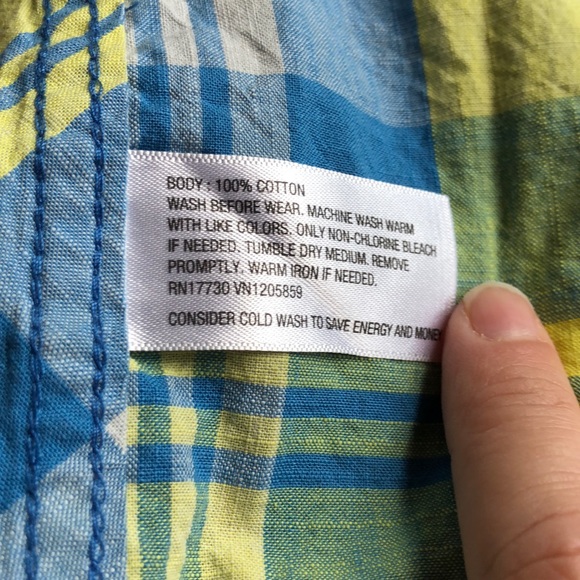 BODY : 100% COTTON
WASH BEFORE WEAR. MACHINE WASH WARM
WITH LIKE COLORS. ONLY NON-CHLORINE BLEACH
IF NEEDED. TUMBLE DRY MEDIUM. REMOVE
PROMPTLY. WARM IRON IF NEEDED.
RN17730 VN1205859
CONSIDER COLD WASH TO SAVE ENERGY AND MONE